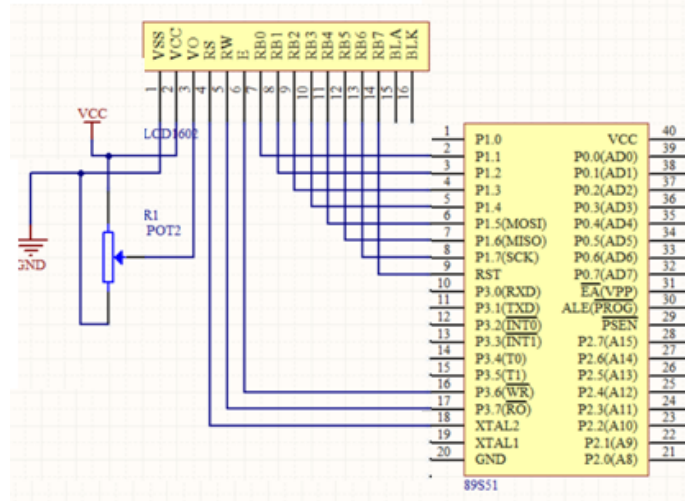 VSS VCC VO RS RW E RB0 RB1 RB2 RB3 RB4 RB5 RB6 RB7 BLA BLK
1 2 3 4 5 6 7 8 9 10 11 12 13 14 15 16
VCC
LCD1602
R1
POT2
GND
1 P1.0 VCC 40
2 P1.1 P0.0(AD0) 39
3 P1.2 P0.1(AD1) 38
4 P1.3 P0.2(AD2) 37
5 P1.4 P0.3(AD3) 36
6 P1.5(MOSI) P0.4(AD4) 35
7 P1.6(MISO) P0.5(AD5) 34
8 P1.7(SCK) P0.6(AD6) 33
9 RST P0.7(AD7) 32
10 P3.0(RXD) EA(VPP) 31
11 P3.1(TXD) ALE(PROG) 30
12 P3.2(INT0) PSEN 29
13 P3.3(INT1) P2.7(A15) 28
14 P3.4(T0) P2.6(A14) 27
15 P3.5(T1) P2.5(A13) 26
16 P3.6(WR) P2.4(A12) 25
17 P3.7(RO) P2.3(A11) 24
18 XTAL2 P2.2(A10) 23
19 XTAL1 P2.1(A9) 22
20 GND P2.0(A8) 21
89S51